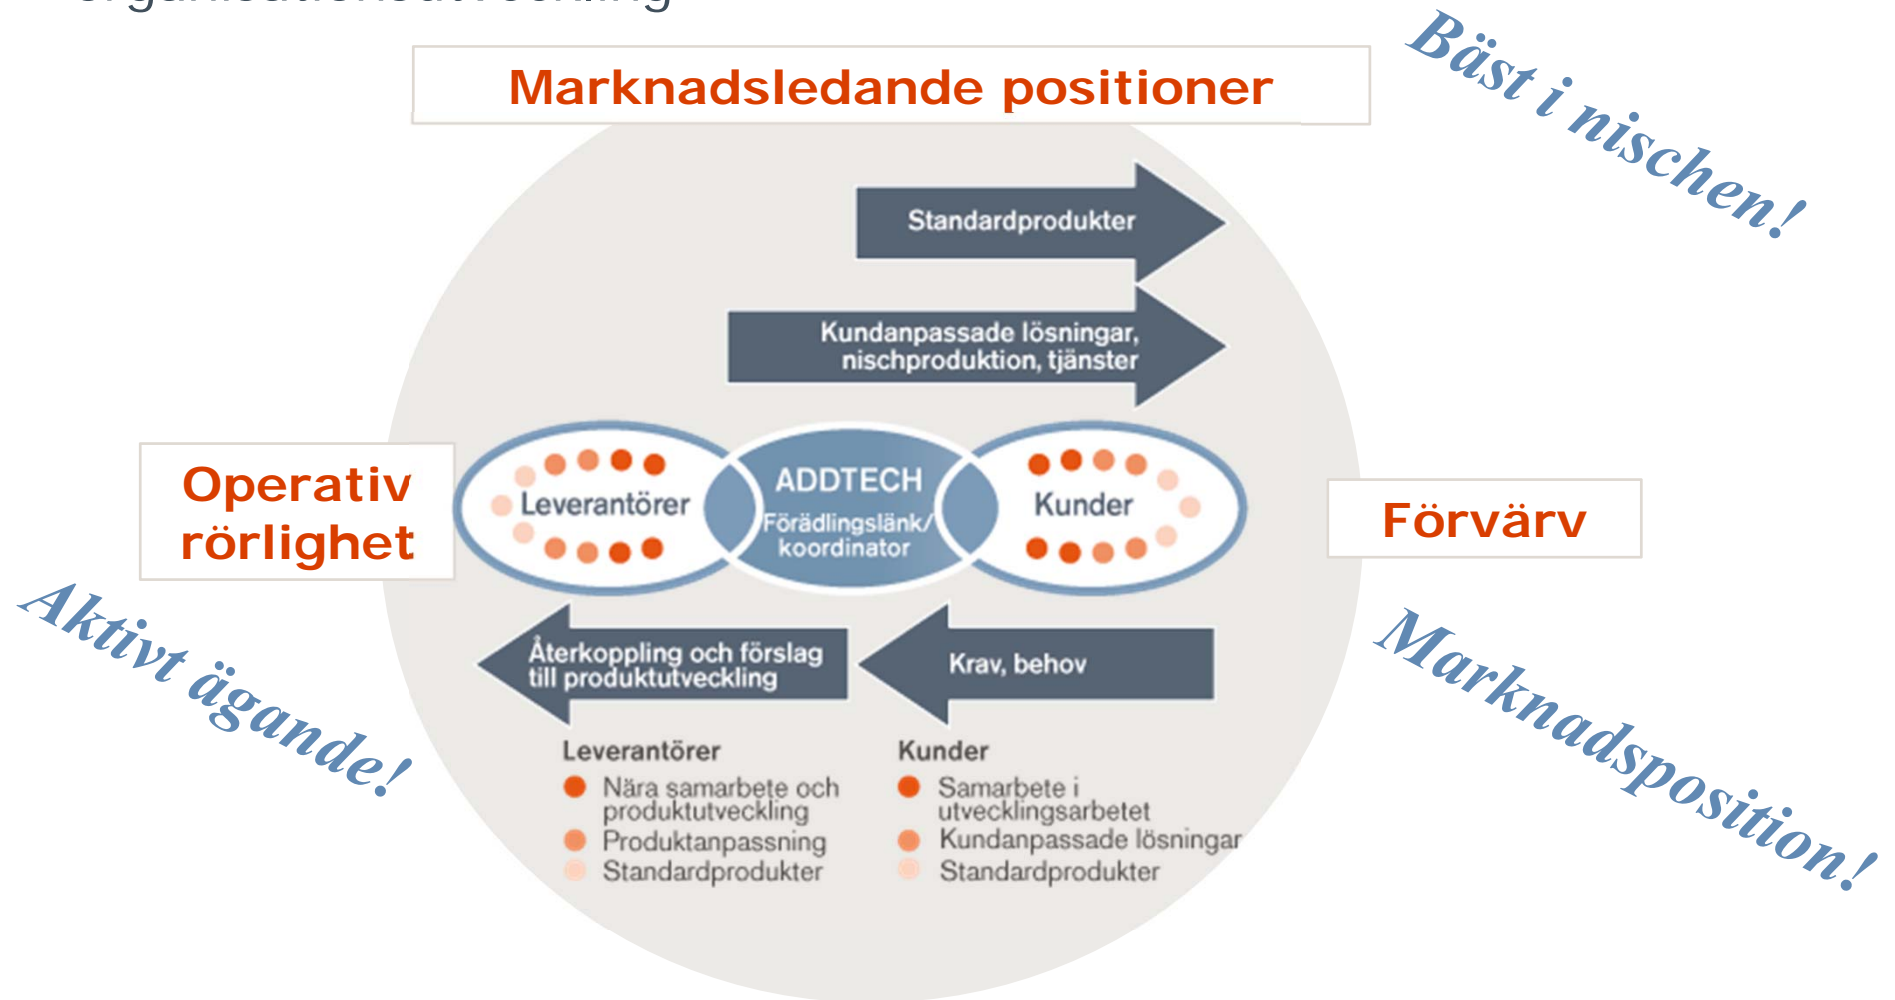 organisationsutveckling
Bäst i nischen!
Marknadsledande positioner
Standardprodukter
Kundanpassade lösningar,
nischproduktion, tjänster
Operativ
rörlighet
Leverantörer
ADDTECH
Förädlingslänk/
koordinator
Kunder
Förvärv
Aktivt ägande!
Återkoppling och förslag
till produktutveckling
Krav, behov
Marknadsposition!
Leverantörer
Nära samarbete och
produktutveckling
Produktanpassning
Standardprodukter
Kunder
Samarbete i
utvecklingsarbetet
Kundanpassade lösningar
Standardprodukter